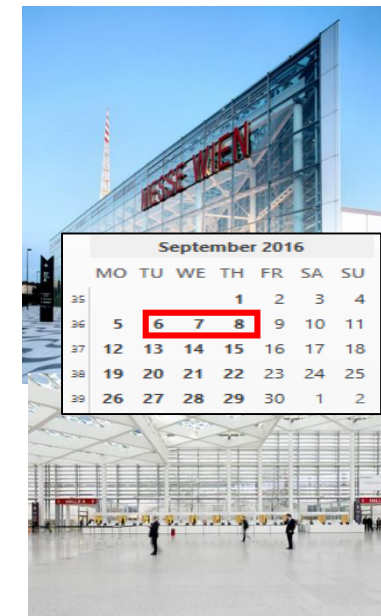 MESSE WIEN
September 2016
MO TU WE TH FR SA SU
35 1 2 3 4
36 5 6 7 8 9 10 11
37 12 13 14 15 16 17 18
38 19 20 21 22 23 24 25
39 26 27 28 29 30 1 2
HALLE A